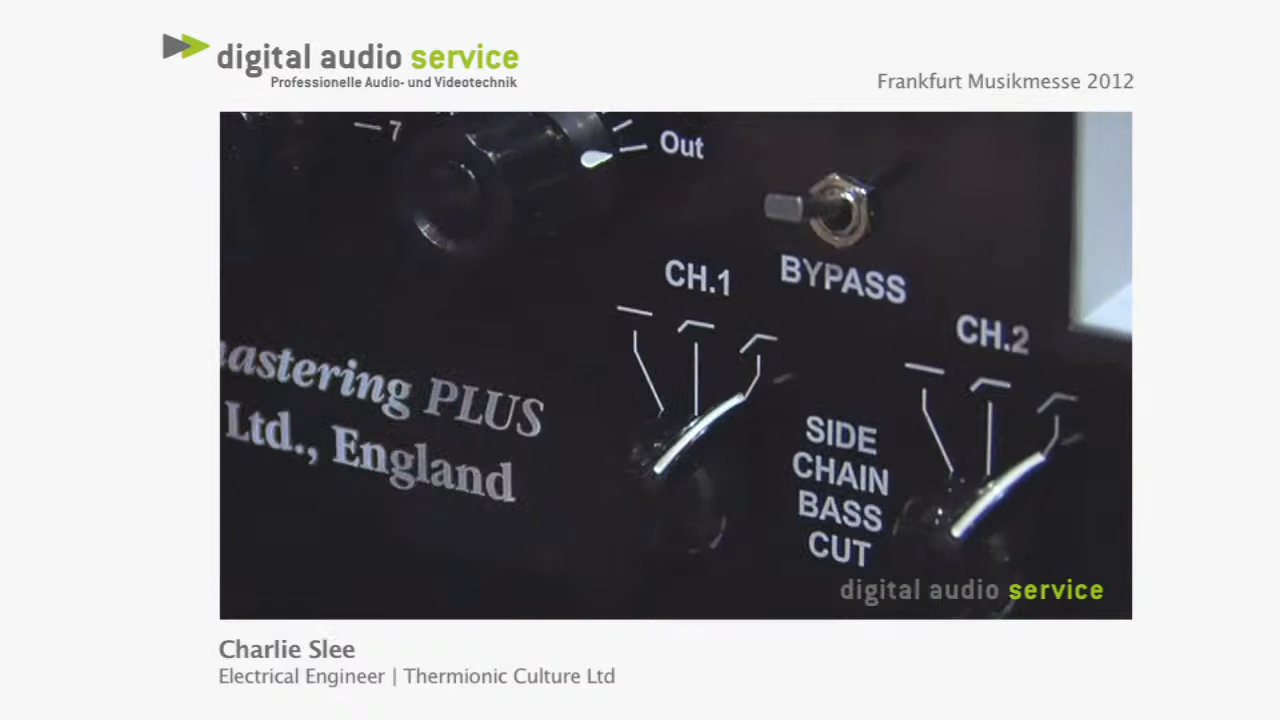 digital audio service
Professionelle Audio- und Videotechnik
Frankfurt Musikmesse 2012
7
Out
BYPASS
CH.1
CH.2
PLUS
Ltd., England
SIDE
CHAIN
BASS
CUT
digital audio service
Charlie Slee
Electrical Engineer | Thermionic Culture Ltd